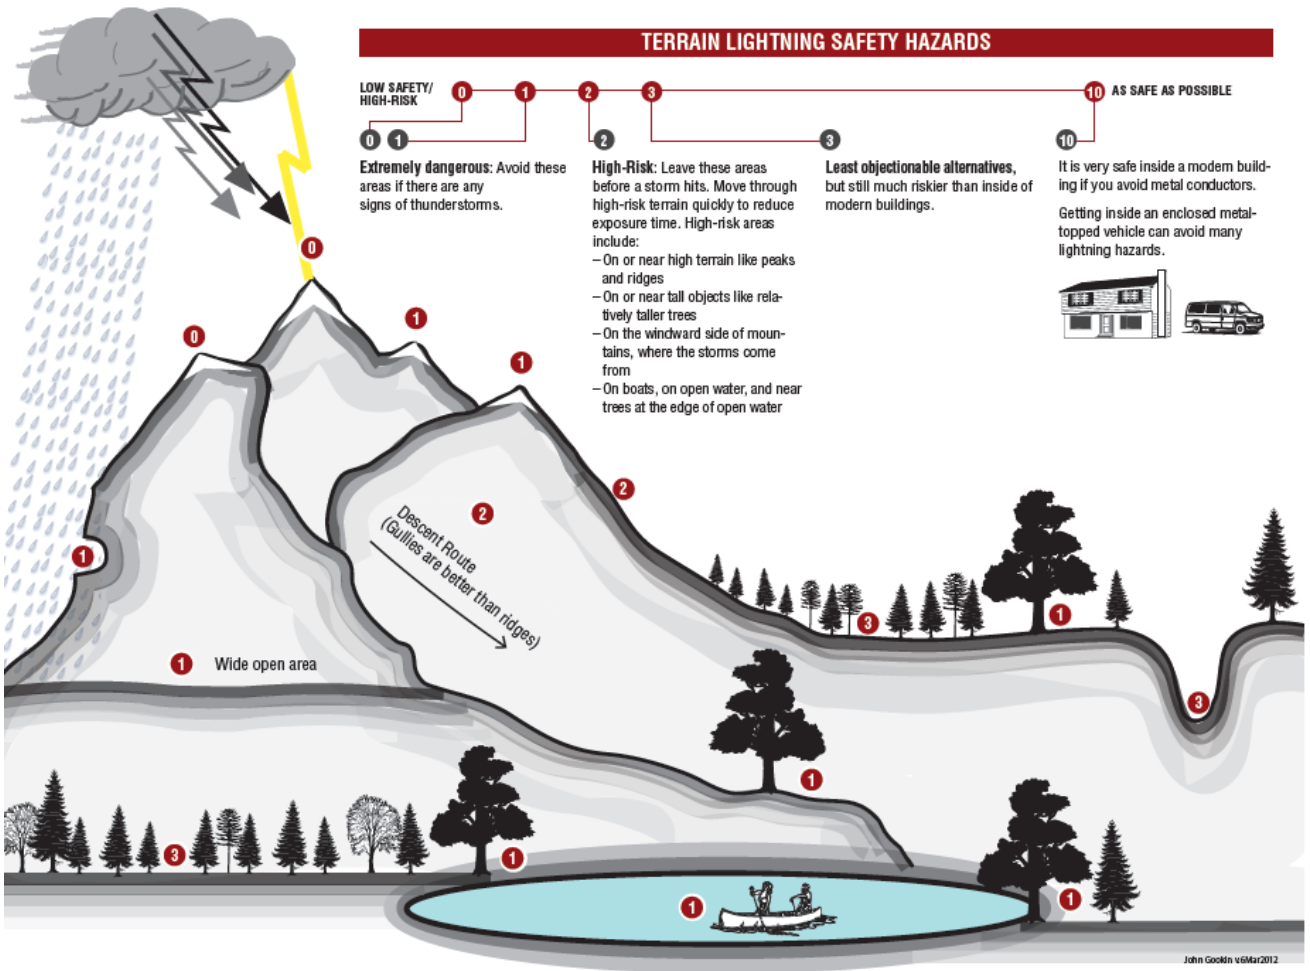 TERRAIN LIGHTNING SAFETY HAZARDS
LOW SAFETY/
HIGH-RISK
0
1
2
3
10
AS SAFE AS POSSIBLE
0
1
2
3
10
Extremely dangerous: Avoid these
areas if there are any
signs of thunderstorms.
High-Risk: Leave these areas
before a storm hits. Move through
high-risk terrain quickly to reduce
exposure time. High-risk areas
include:
–On or near high terrain like peaks
and ridges
–On or near tall objects like rela-
tively taller trees
–On the windward side of moun-
tains, where the storms come
from
–On boats, on open water, and near
trees at the edge of open water
Least objectionable alternatives,
but still much riskier than inside of
modern buildings.
It is very safe inside a modern build-
ing if you avoid metal conductors.
Getting inside an enclosed metal-
topped vehicle can avoid many
lightning hazards.
0
1
0
1
2
2
Descent Route
(Gullies are better than ridges)
1
3
1
1
Wide open area
3
1
3
1
1
1
John Gookin v.6Mar2012